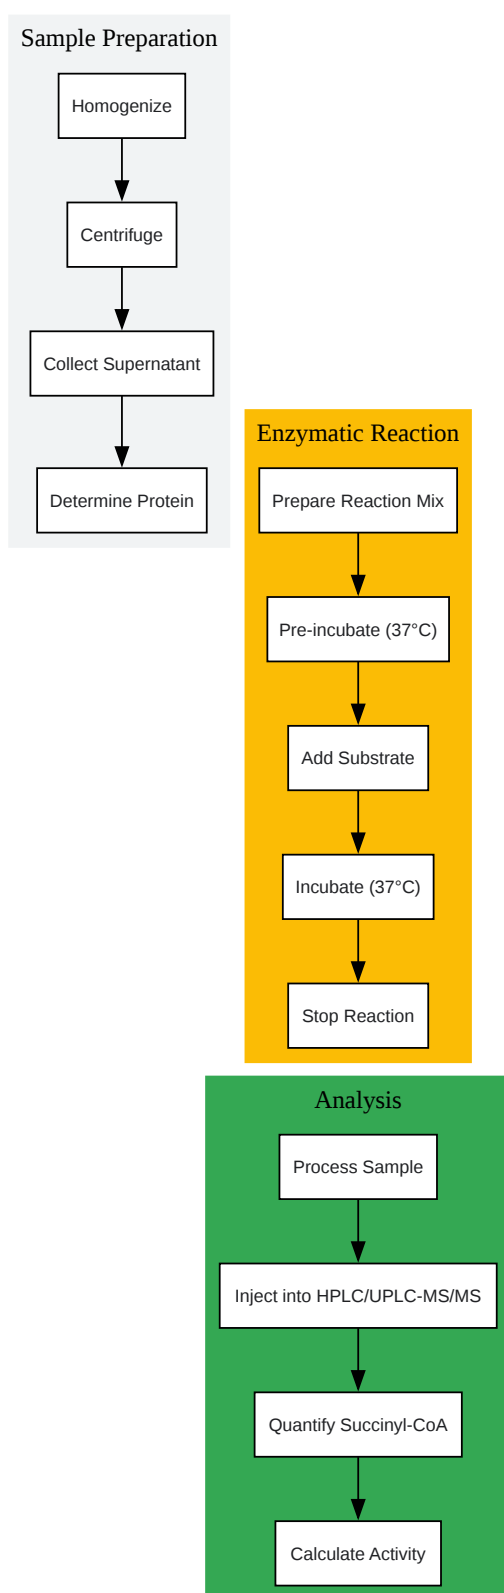 Sample Preparation
Homogenize
Centrifuge
Collect Supernatant
Determine Protein
Enzymatic Reaction
Prepare Reaction Mix
Pre-incubate (37°C)
Add Substrate
Incubate (37°C)
Stop Reaction
Analysis
Process Sample
Inject into HPLC/UPLC-MS/MS
Quantify Succinyl-CoA
Calculate Activity